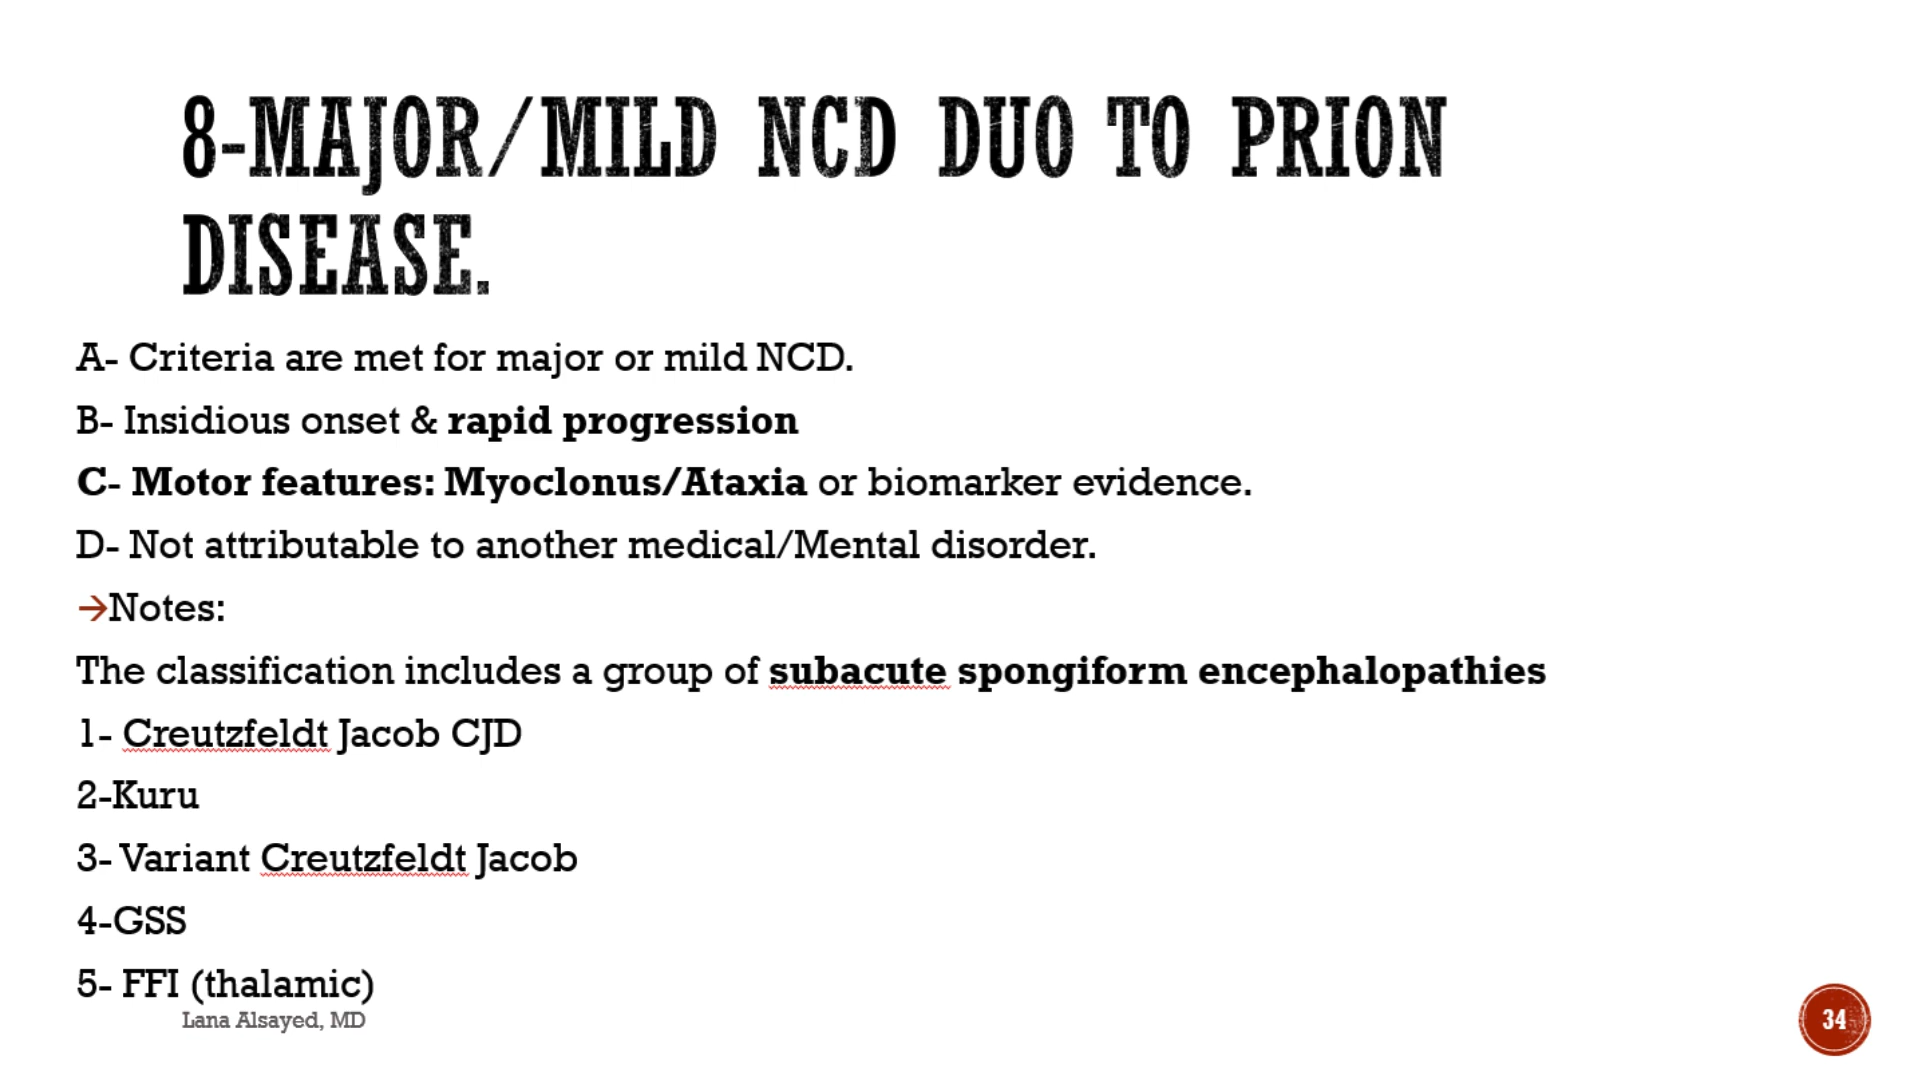 8-MAJOR/MILD NCD DUO TO PRION
DISEASE.
A- Criteria are met for major or mild NCD.
B- Insidious onset & rapid progression
C- Motor features: Myoclonus/Ataxia or biomarker evidence.
D- Not attributable to another medical/Mental disorder.
→Notes:
The classification includes a group of subacute spongiform encephalopathies
1- Creutzfeldt Jacob CJD
2-Kuru
3- Variant Creutzfeldt Jacob
4-GSS
5- FFI (thalamic)
Lana Alsayed, MD
34